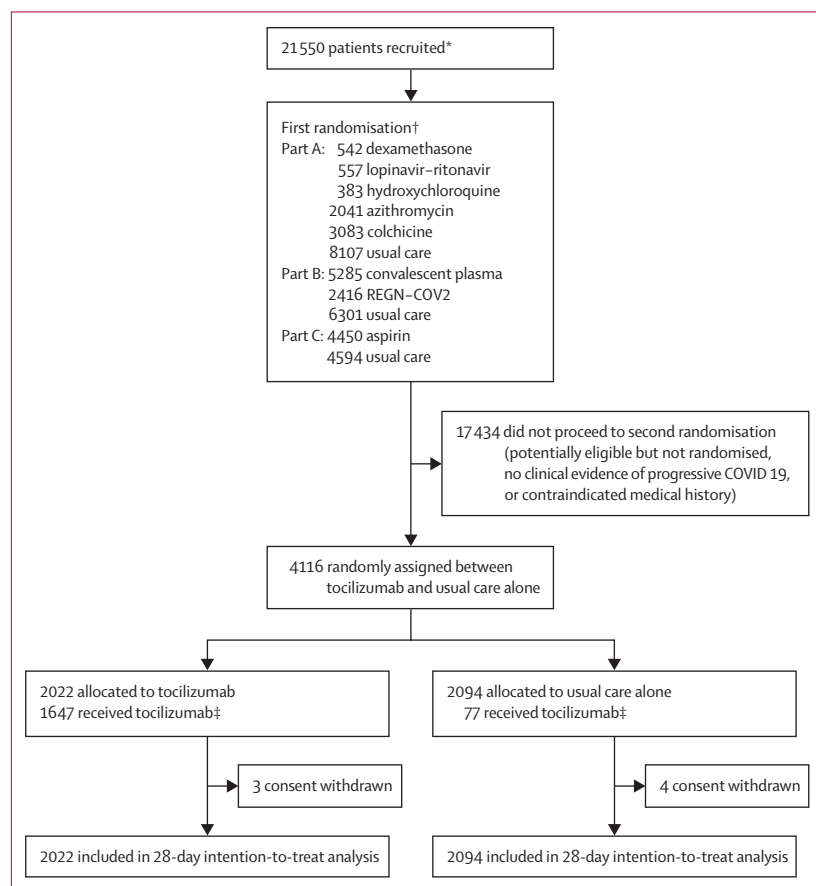 21 550 patients recruited*
First randomisation†
Part A: 542 dexamethasone
557 lopinavir–ritonavir
383 hydroxychloroquine
2041 azithromycin
3083 colchicine
8107 usual care
Part B: 5285 convalescent plasma
2416 REGN–COV2
6301 usual care
Part C: 4450 aspirin
4594 usual care
17 434 did not proceed to second randomisation
(potentially eligible but not randomised,
no clinical evidence of progressive COVID 19,
or contraindicated medical history)
4116 randomly assigned between
tocilizumab and usual care alone
2022 allocated to tocilizumab
1647 received tocilizumab‡
2094 allocated to usual care alone
77 received tocilizumab‡
3 consent withdrawn
4 consent withdrawn
2022 included in 28-day intention-to-treat analysis
2094 included in 28-day intention-to-treat analysis